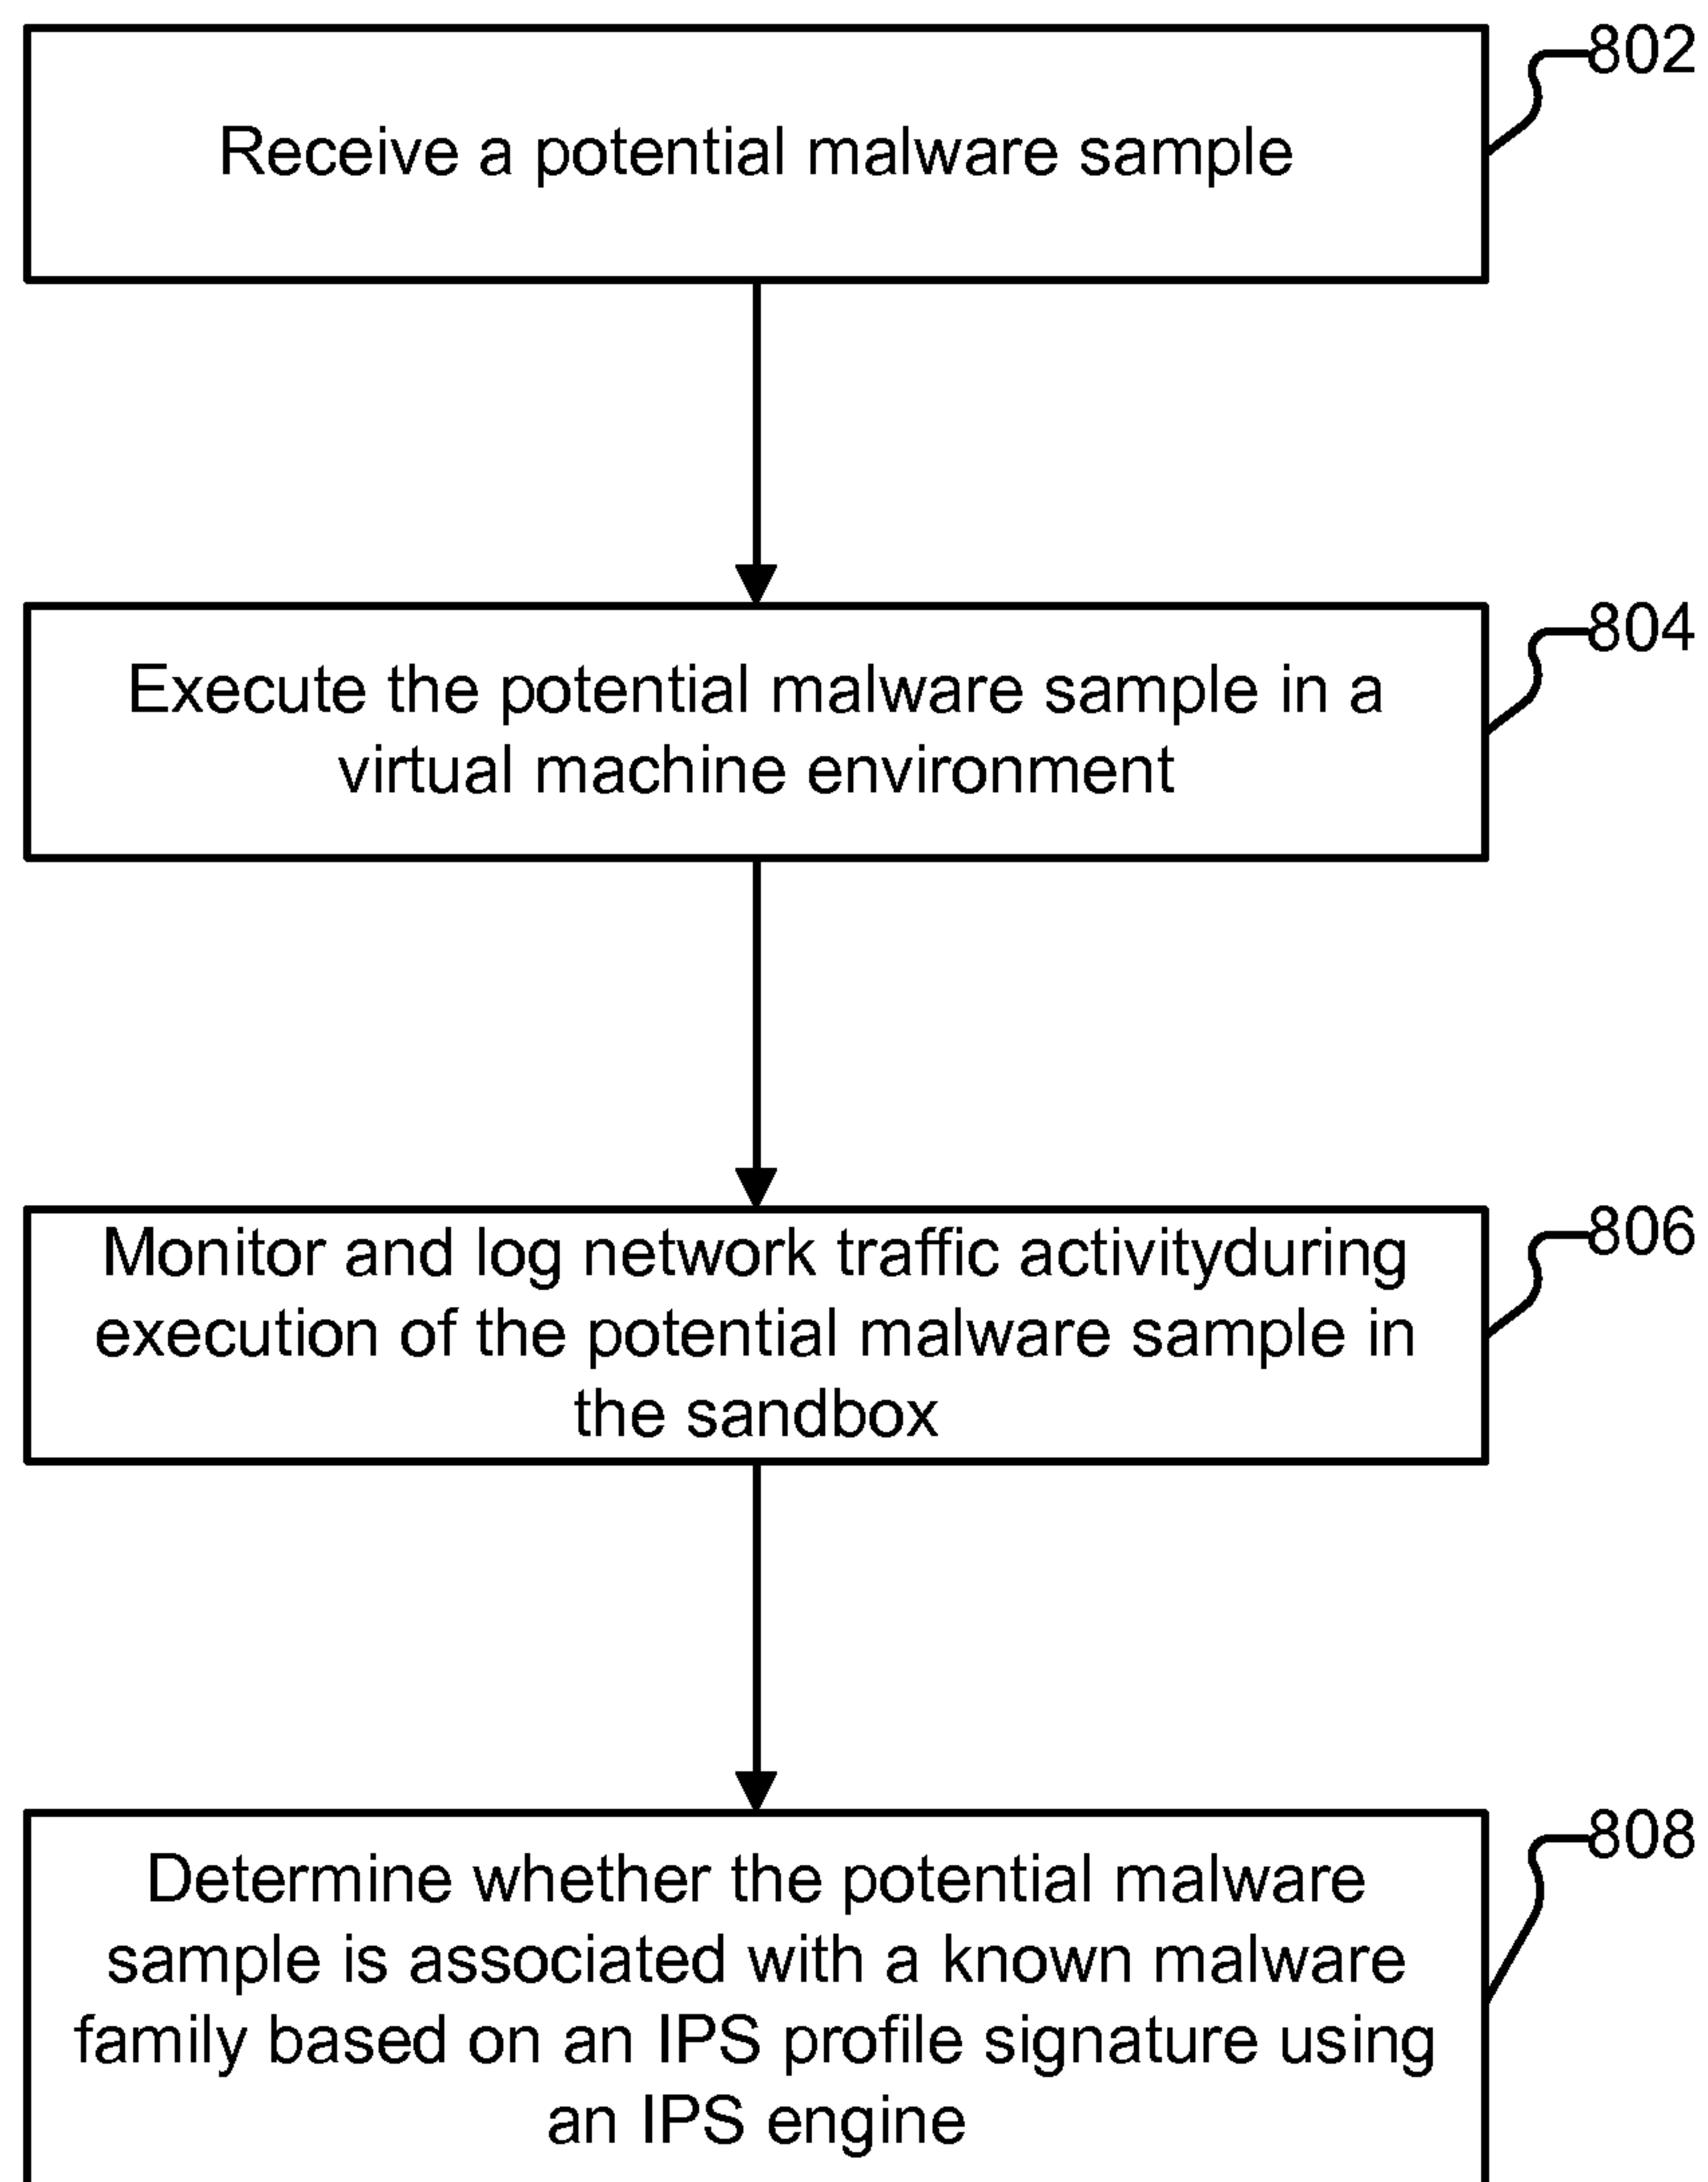 802
Receive a potential malware sample
804
Execute the potential malware sample in a
virtual machine environment
806
Monitor and log network traffic activityduring
execution of the potential malware sample in
the sandbox
808
Determine whether the potential malware
sample is associated with a known malware
family based on an IPS profile signature using
an IPS engine